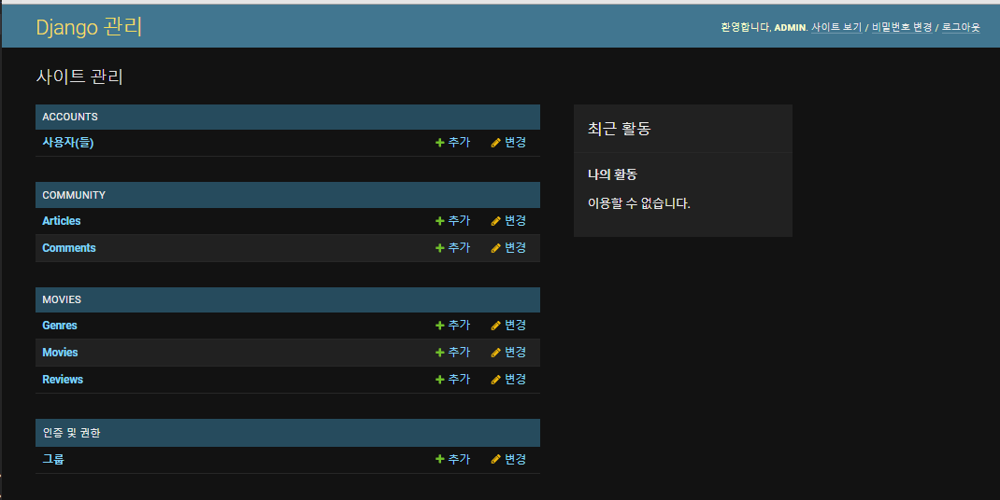 Django 관리
환영합니다, ADMIN. 사이트 보기 / 비밀번호 변경 / 로그아웃
사이트 관리
ACCOUNTS
사용자(들) 추가 변경
COMMUNITY
Articles 추가 변경
Comments 추가 변경
MOVIES
Genres 추가 변경
Movies 추가 변경
Reviews 추가 변경
인증 및 권한
그룹 추가 변경
최근 활동
나의 활동
이용할 수 없습니다.